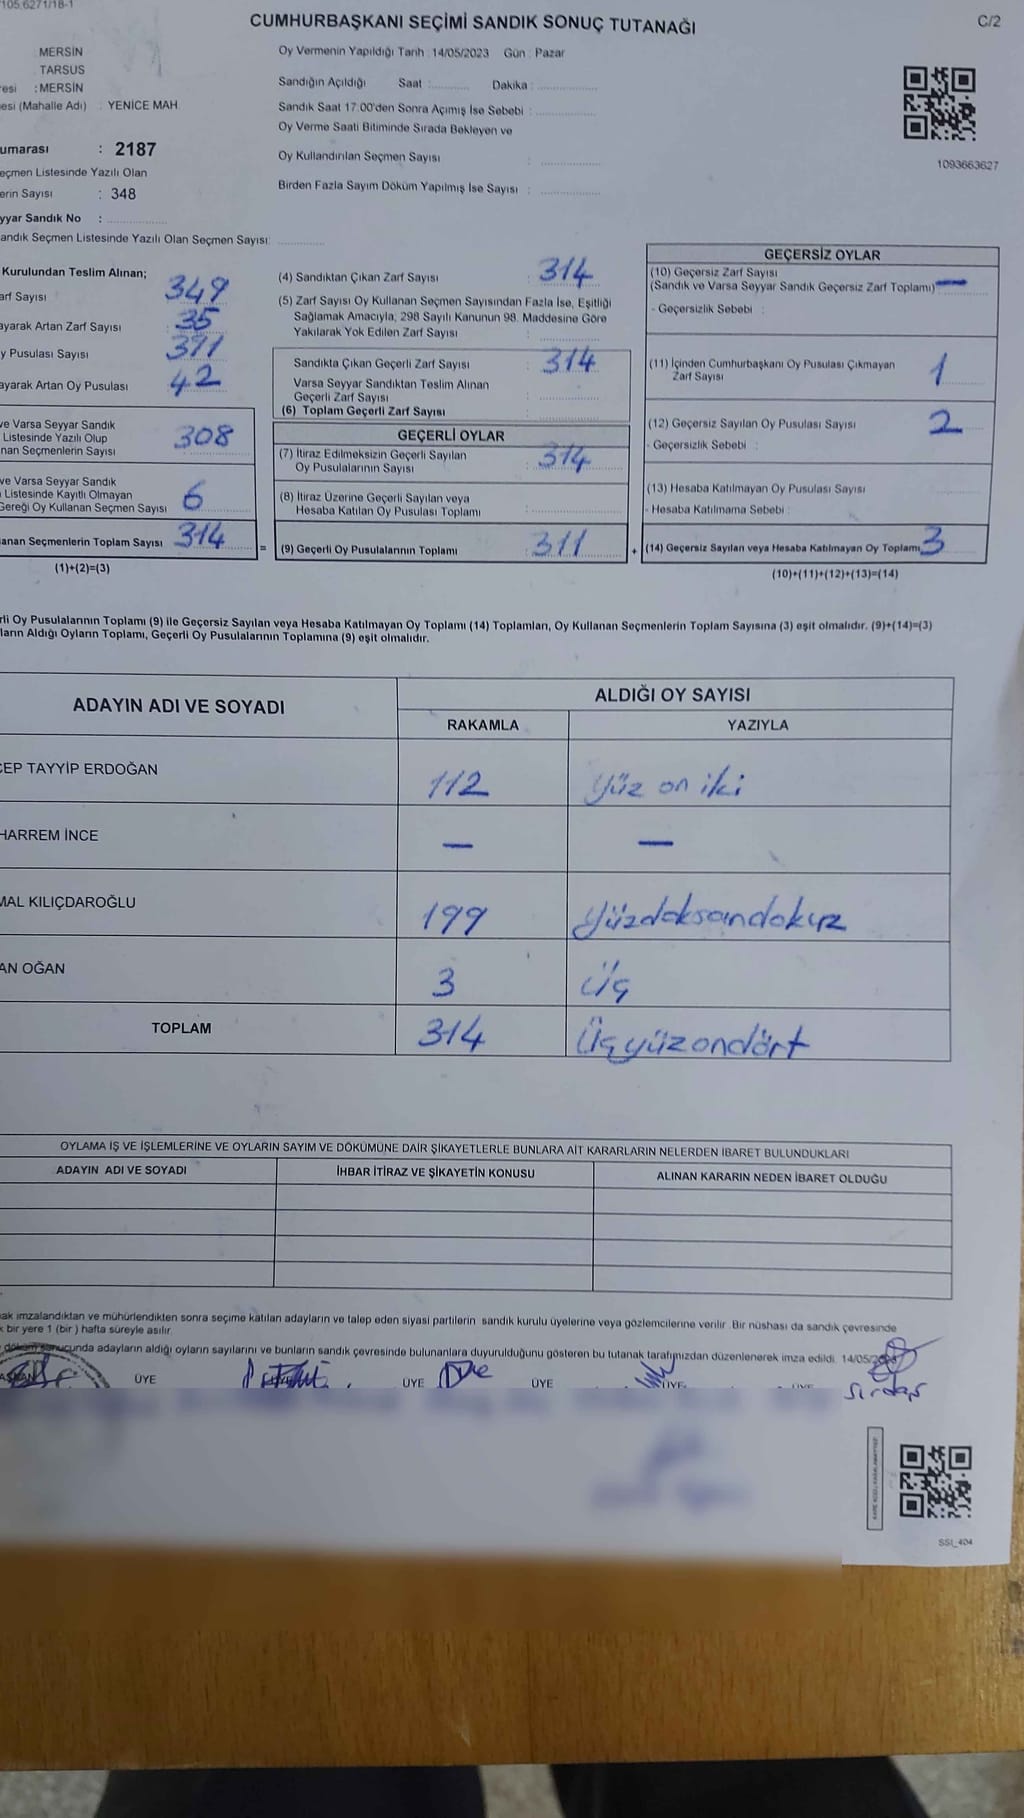 105.6271/18-1
CUMHURBAŞKANI SEÇİMİ SANDIK SONUÇ TUTANAĞI
C/2
MERSİN
TARSUS
resi : MERSİN
esi (Mahalle Adı) : YENİCE MAH.
Oy Vermenin Yapıldığı Tarih : 14/05/2023 Gün : Pazar
Sandığın Açıldığı Saat : Dakika :
Sandık Saat 17:00'den Sonra Açımış İse Sebebi :
Oy Verme Saati Bitiminde Sırada Bekleyen ve
Oy Kullandırılan Seçmen Sayısı :
Birden Fazla Sayım Döküm Yapılmış İse Sayısı :
1093663627
umarası : 2187
eçmen Listesinde Yazılı Olan
erin Sayısı : 348
yyar Sandık No :
andık Seçmen Listesinde Yazılı Olan Seçmen Sayısı:
Kurulundan Teslim Alınan;
arf Sayısı 349
ayarak Artan Zarf Sayısı 35
y Pusulası Sayısı 391
ayarak Artan Oy Pusulası 42
ve Varsa Seyyar Sandık
Listesinde Yazılı Olup
nan Seçmenlerin Sayısı 308
ve Varsa Seyyar Sandık
Listesinde Kayıtlı Olmayan
Gereği Oy Kullanan Seçmen Sayısı 6
anan Seçmenlerin Toplam Sayısı 314 =
(1)+(2)=(3)
(4) Sandıktan Çıkan Zarf Sayısı : 314
(5) Zarf Sayısı Oy Kullanan Seçmen Sayısından Fazla İse, Eşitliği
Sağlamak Amacıyla; 298 Sayılı Kanunun 98. Maddesine Göre
Yakılarak Yok Edilen Zarf Sayısı :
Sandıkta Çıkan Geçerli Zarf Sayısı : 314
Varsa Seyyar Sandıktan Teslim Alınan
Geçerli Zarf Sayısı :
(6) Toplam Geçerli Zarf Sayısı :
GEÇERLİ OYLAR
(7) İtiraz Edilmeksizin Geçerli Sayılan
Oy Pusulalarının Sayısı : 314
(8) İtiraz Üzerine Geçerli Sayılan veya
Hesaba Katılan Oy Pusulası Toplamı :
(9) Geçerli Oy Pusulalarının Toplamı : 311 +
GEÇERSİZ OYLAR
(10) Geçersiz Zarf Sayısı
(Sandık ve Varsa Seyyar Sandık Geçersiz Zarf Toplamı) —
- Geçersizlik Sebebi :
(11) İçinden Cumhurbaşkanı Oy Pusulası Çıkmayan
Zarf Sayısı 1
(12) Geçersiz Sayılan Oy Pusulası Sayısı 2
- Geçersizlik Sebebi :
(13) Hesaba Katılmayan Oy Pusulası Sayısı
- Hesaba Katılmama Sebebi :
(14) Geçersiz Sayılan veya Hesaba Katılmayan Oy Toplamı 3
(10)+(11)+(12)+(13)=(14)
rli Oy Pusulalarının Toplamı (9) ile Geçersiz Sayılan veya Hesaba Katılmayan Oy Toplamı (14) Toplamları, Oy Kullanan Seçmenlerin Toplam Sayısına (3) eşit olmalıdır. (9)+(14)=(3)
ların Aldığı Oyların Toplamı, Geçerli Oy Pusulalarının Toplamına (9) eşit olmalıdır.
ADAYIN ADI VE SOYADI
ALDIĞI OY SAYISI
RAKAMLA YAZIYLA
CEP TAYYİP ERDOĞAN 112 Yüz on iki
HARREM İNCE — —
MAL KILIÇDAROĞLU 199 Yüzdoksandokuz
AN OĞAN 3 Üç
TOPLAM 314 Üçyüzondört
OYLAMA İŞ VE İŞLEMLERİNE VE OYLARIN SAYIM VE DÖKÜMÜNE DAİR ŞİKAYETLERLE BUNLARA AİT KARARLARIN NELERDEN İBARET BULUNDUKLARI
ADAYIN ADI VE SOYADI İHBAR İTİRAZ VE ŞİKAYETİN KONUSU ALINAN KARARIN NEDEN İBARET OLDUĞU
ak imzalandıktan ve mühürlendikten sonra seçime katılan adayların ve talep eden siyasi partilerin sandık kurulu üyelerine veya gözlemcilerine verilir. Bir nüshası da sandık çevresinde
k bir yere 1 (bir ) hafta süreyle asılır.
döküm sonucunda adayların aldığı oyların sayılarını ve bunların sandık çevresinde bulunanlara duyurulduğunu gösteren bu tutanak tarafımızdan düzenlenerek imza edildi. 14/05/2023
ÜYE ÜYE ÜYE ÜYE
SSI_404